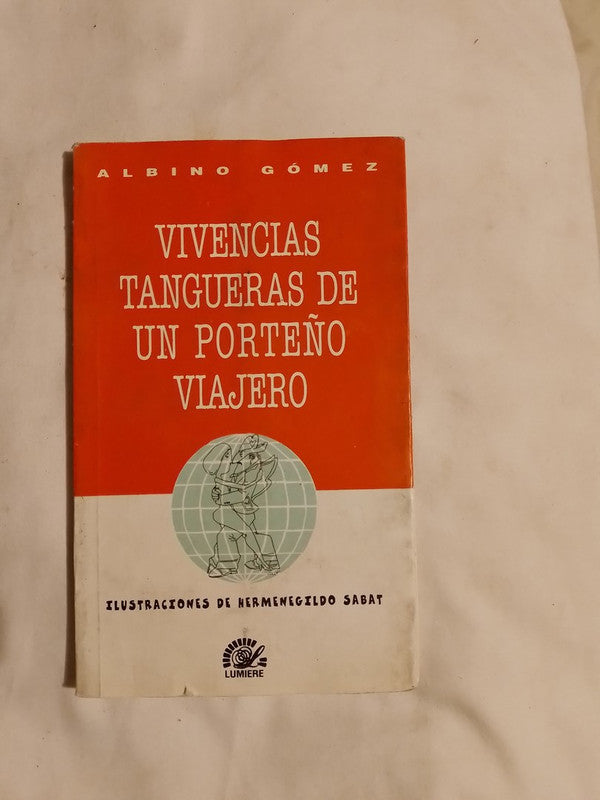 ALBINO GÓMEZ
VIVENCIAS
TANGUERAS DE
UN PORTEÑO
VIAJERO
ILUSTRACIONES DE HERMENEGILDO SABAT
LUMIERE